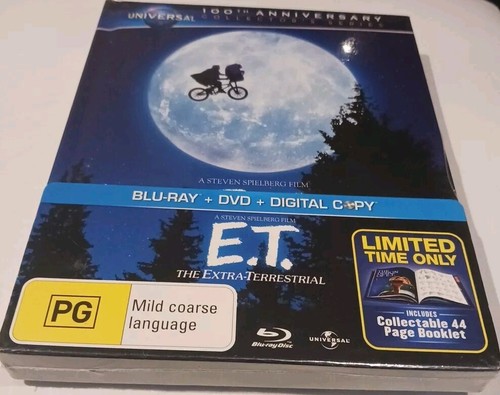 UNIVERSAL
100TH ANNIVERSARY
COLLECTOR'S SERIES
A STEVEN SPIELBERG FILM
BLU-RAY + DVD + DIGITAL COPY
A STEVEN SPIELBERG FILM
E.T.
THE EXTRA-TERRESTRIAL
PG
Mild coarse
language
Blu-ray Disc
UNIVERSAL
LIMITED
TIME ONLY
INCLUDES
Collectable 44
Page Booklet